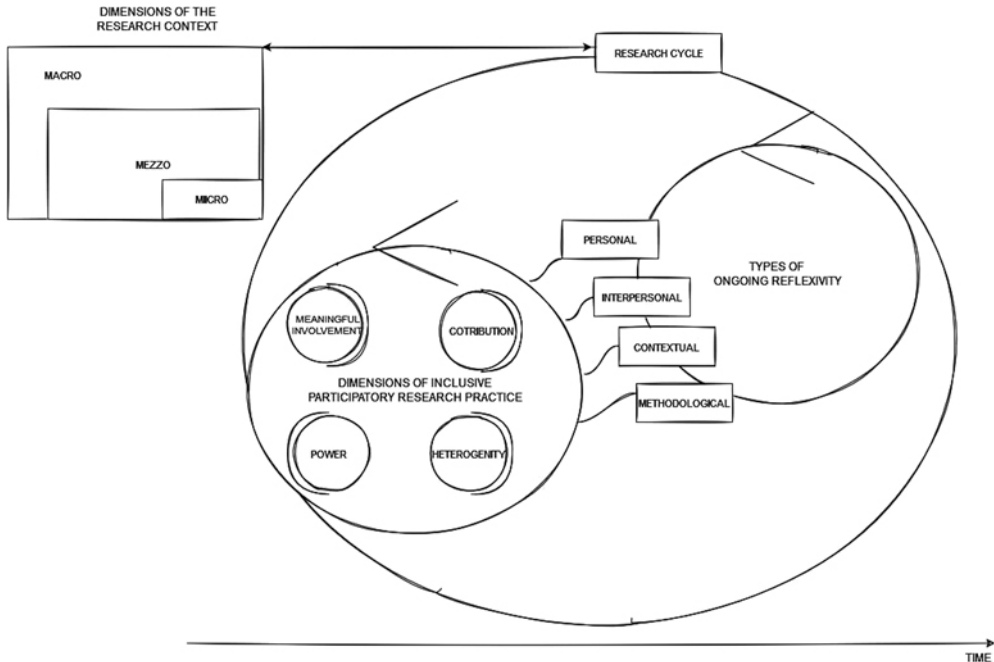 DIMENSIONS OF THE
RESEARCH CONTEXT
MACRO
MEZZO
MICRO
RESEARCH CYCLE
PERSONAL
INTERPERSONAL
CONTEXTUAL
METHODOLOGICAL
TYPES OF
ONGOING REFLEXIVITY
MEANINGFUL
INVOLVEMENT
COTRIBUTION
DIMENSIONS OF INCLUSIVE
PARTICIPATORY RESEARCH PRACTICE
POWER
HETEROGENITY
TIME